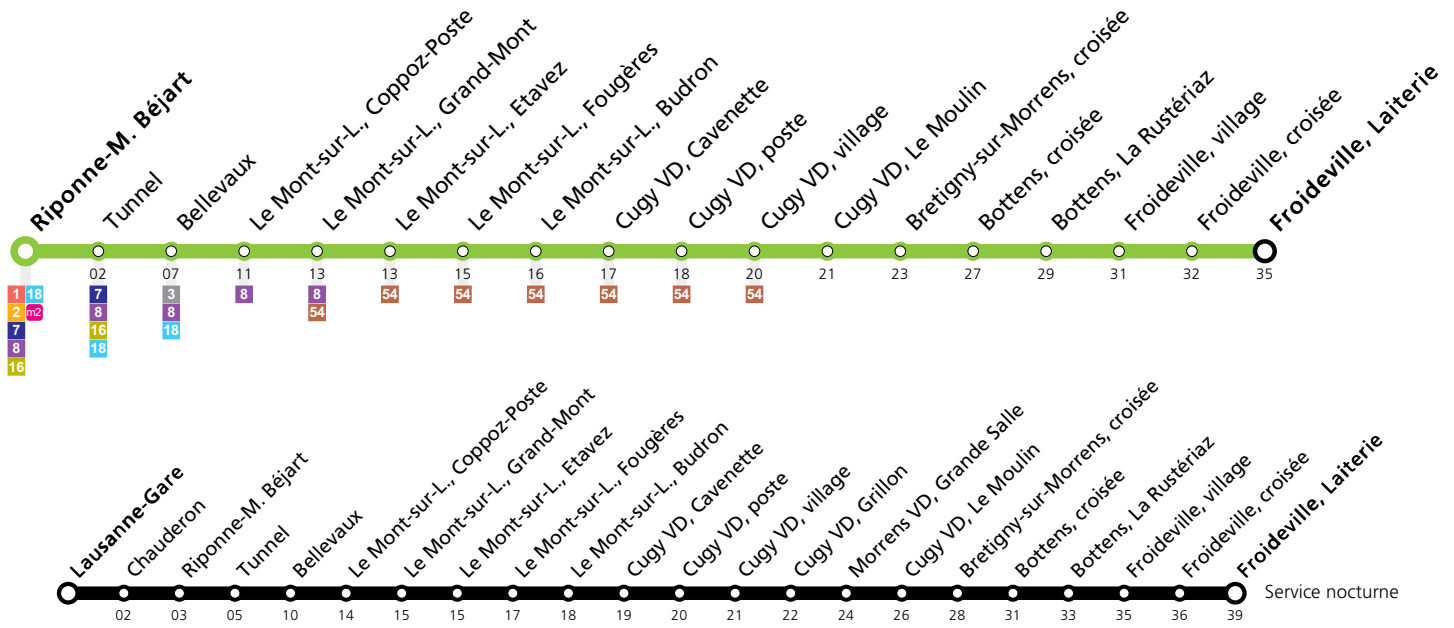 Riponne-M. Béjart
Tunnel
Bellevaux
Le Mont-sur-L., Coppoz-Poste
Le Mont-sur-L., Grand-Mont
Le Mont-sur-L., Etavez
Le Mont-sur-L., Fougères
Le Mont-sur-L., Budron
Cugy VD, Cavenette
Cugy VD, poste
Cugy VD, village
Cugy VD, Le Moulin
Bretigny-sur-Morrens, croisée
Bottens, croisée
Bottens, La Rustériaz
Froideville, village
Froideville, croisée
Froideville, Laiterie
02 07 11 13 13 15 16 17 18 20 21 23 27 29 31 32 35
1 18 7 3 8 8 54 54 54 54 54 54
2 m2 8 8 54
7 16 18
8 18
16
Lausanne-Gare
Chauderon
Riponne-M. Béjart
Tunnel
Bellevaux
Le Mont-sur-L., Coppoz-Poste
Le Mont-sur-L., Grand-Mont
Le Mont-sur-L., Etavez
Le Mont-sur-L., Fougères
Le Mont-sur-L., Budron
Cugy VD, Cavenette
Cugy VD, poste
Cugy VD, village
Cugy VD, Grillon
Morrens VD, Grande Salle
Cugy VD, Le Moulin
Bretigny-sur-Morrens, croisée
Bottens, croisée
Bottens, La Rustériaz
Froideville, village
Froideville, croisée
Froideville, Laiterie
Service nocturne
02 03 05 10 14 15 15 17 18 19 20 21 22 24 26 28 31 33 35 36 39